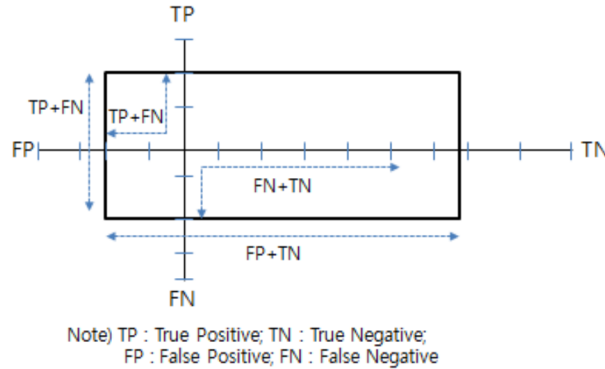 TP
TP+FN
TP+FN
FP
TN
FN+TN
FP+TN
FN
Note) TP : True Positive; TN : True Negative;
FP : False Positive; FN : False Negative